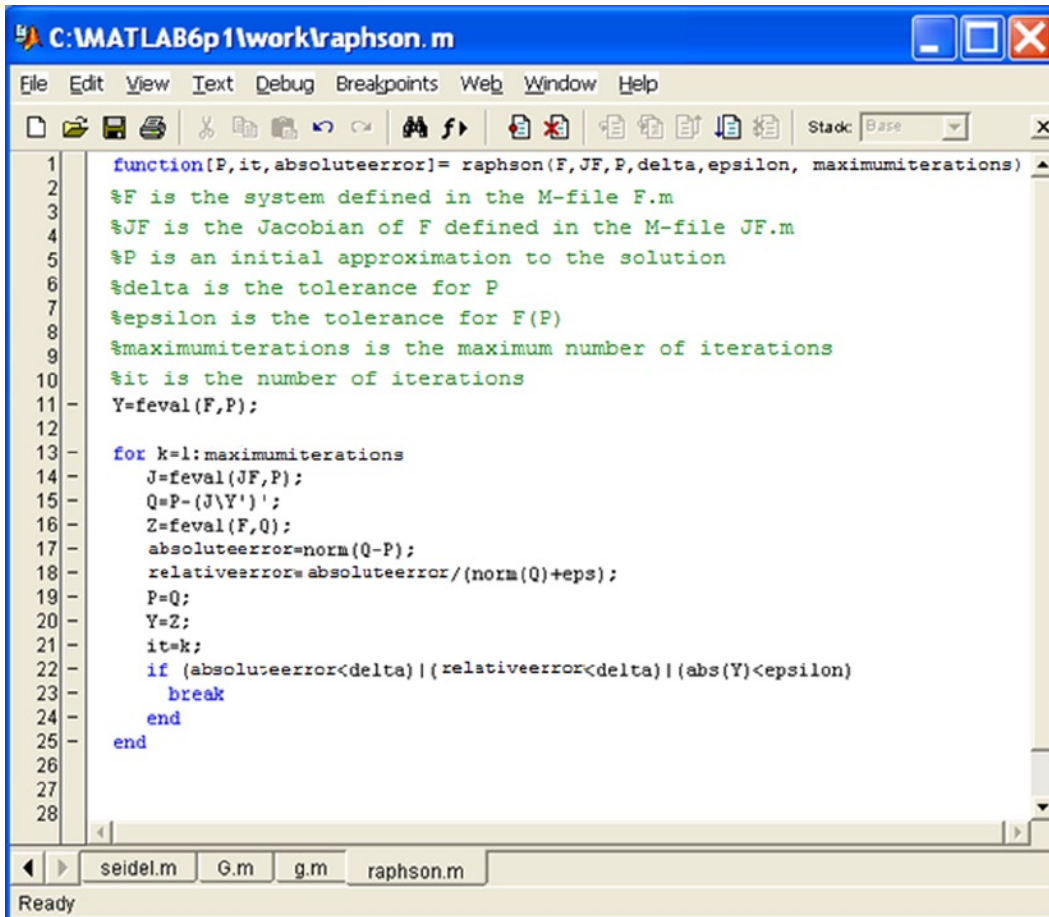 C:\MATLAB6p1\work\raphson.m
File Edit View Text Debug Breakpoints Web Window Help
Stack: Base
1 function[P,it,absoluteerror]= raphson(F,JF,P,delta,epsilon, maximumiterations)
2 %F is the system defined in the M-file F.m
3
4 %JF is the Jacobian of F defined in the M-file JF.m
5 %P is an initial approximation to the solution
6 %delta is the tolerance for P
7
8 %epsilon is the tolerance for F(P)
9 %maximumiterations is the maximum number of iterations
10 %it is the number of iterations
11 – Y=feval(F,P);
12
13 – for k=1:maximumiterations
14 – J=feval(JF,P);
15 – Q=P-(J\Y')';
16 – Z=feval(F,Q);
17 – absoluteerror=norm(Q-P);
18 – relativeerror=absoluteerror/(norm(Q)+eps);
19 – P=Q;
20 – Y=Z;
21 – it=k;
22 – if (absoluteerror<delta)|(relativeerror<delta)|(abs(Y)<epsilon)
23 – break
24 – end
25 – end
26
27
28
seidel.m G.m g.m raphson.m
Ready